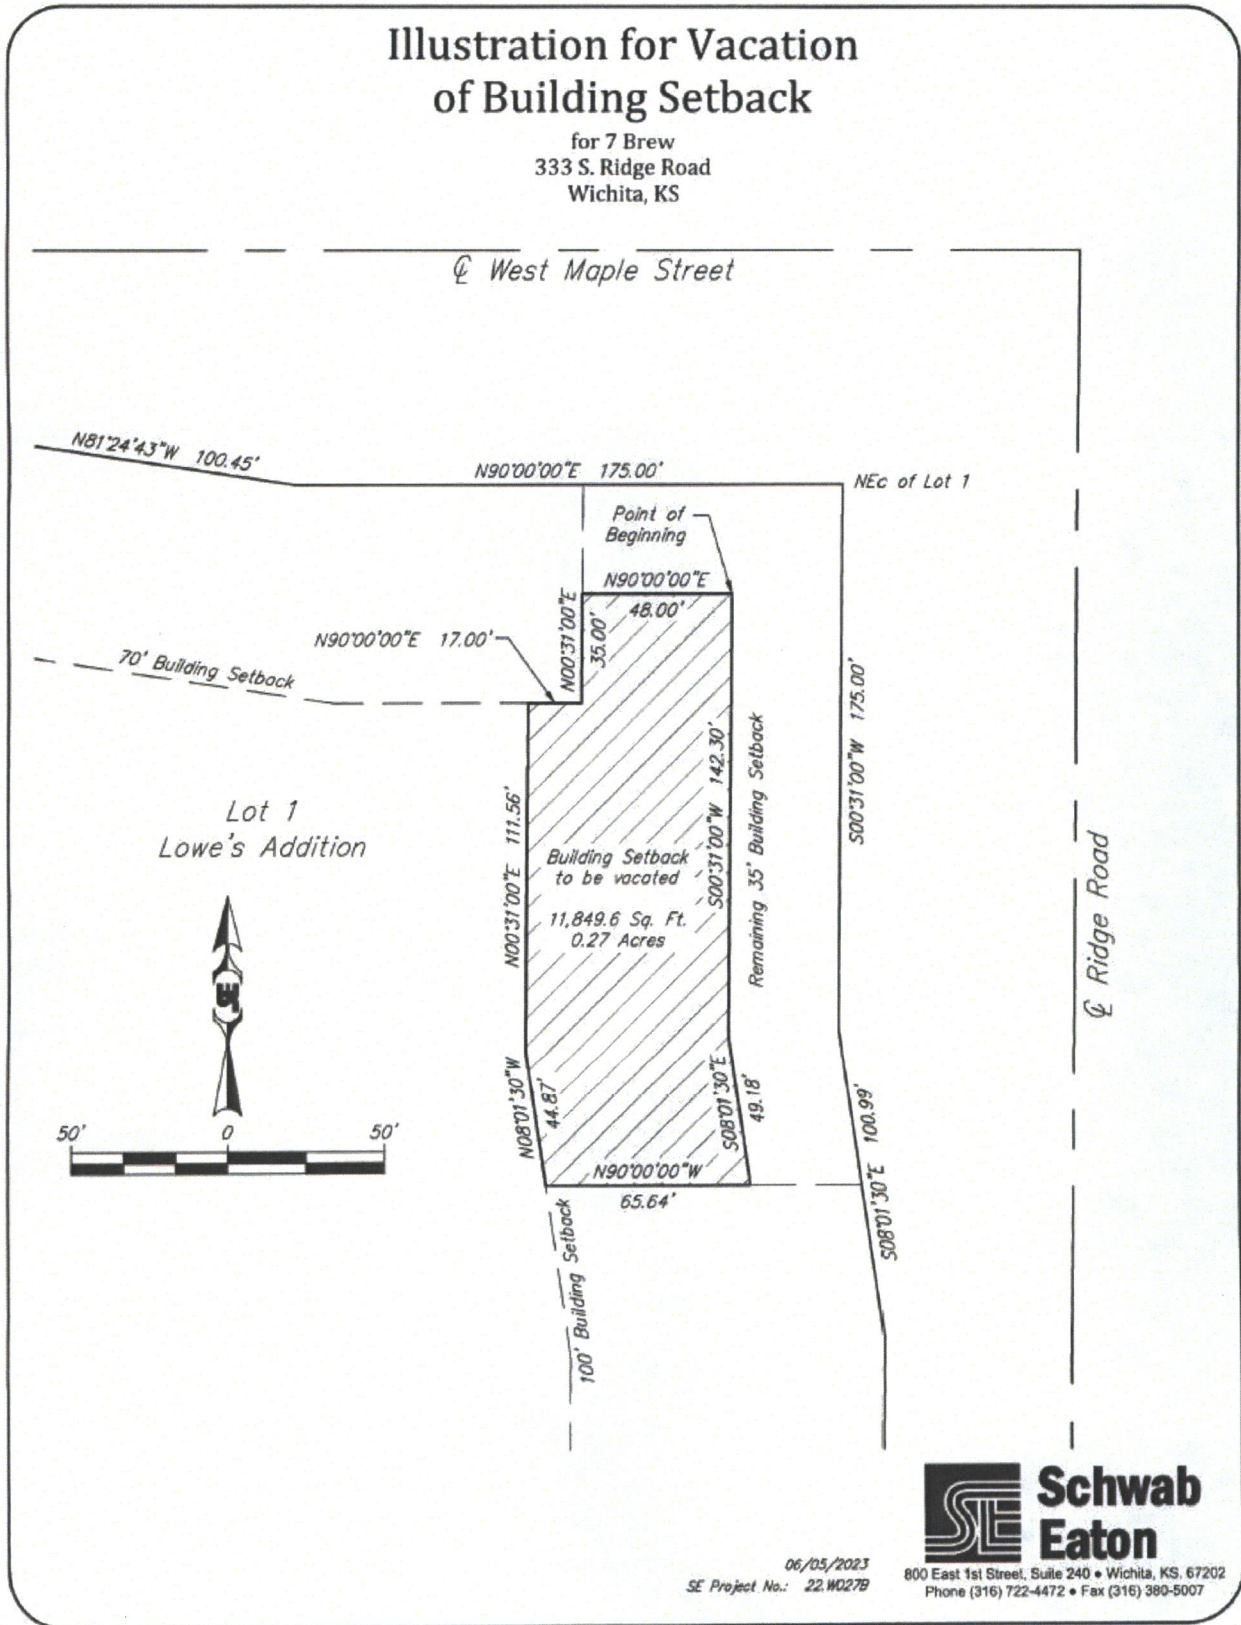 Illustration for Vacation
of Building Setback
for 7 Brew
333 S. Ridge Road
Wichita, KS
℄ West Maple Street
N81°24'43"W 100.45'
N90°00'00"E 175.00'
NEc of Lot 1
Point of
Beginning
N90°00'00"E
48.00'
N00°31'00"E
35.00'
N90°00'00"E 17.00'
70' Building Setback
S00°31'00"W 175.00'
S00°31'00"W 142.30'
Remaining 35' Building Setback
N00°31'00"E 111.56'
Lot 1
Lowe's Addition
Building Setback
to be vacated
11,849.6 Sq. Ft.
0.27 Acres
℄ Ridge Road
SE
N08°01'30"W
44.87'
S08°01'30"E
49.18'
S08°01'30"E 100.99'
50' 0 50'
N90°00'00"W
65.64'
100' Building Setback
SE
Schwab
Eaton
06/05/2023
SE Project No.: 22.W027B
800 East 1st Street, Suite 240 • Wichita, KS. 67202
Phone (316) 722-4472 • Fax (316) 380-5007